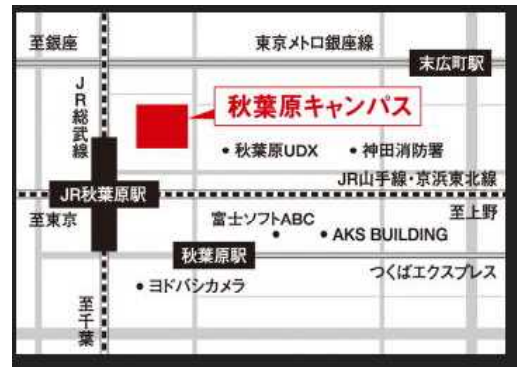 至銀座
東京メトロ銀座線
末広町駅
JR総武線
秋葉原キャンパス
秋葉原UDX
神田消防署
JR山手線・京浜東北線
JR秋葉原駅
至東京
至上野
富士ソフトABC
AKS BUILDING
秋葉原駅
つくばエクスプレス
ヨドバシカメラ
至千葉